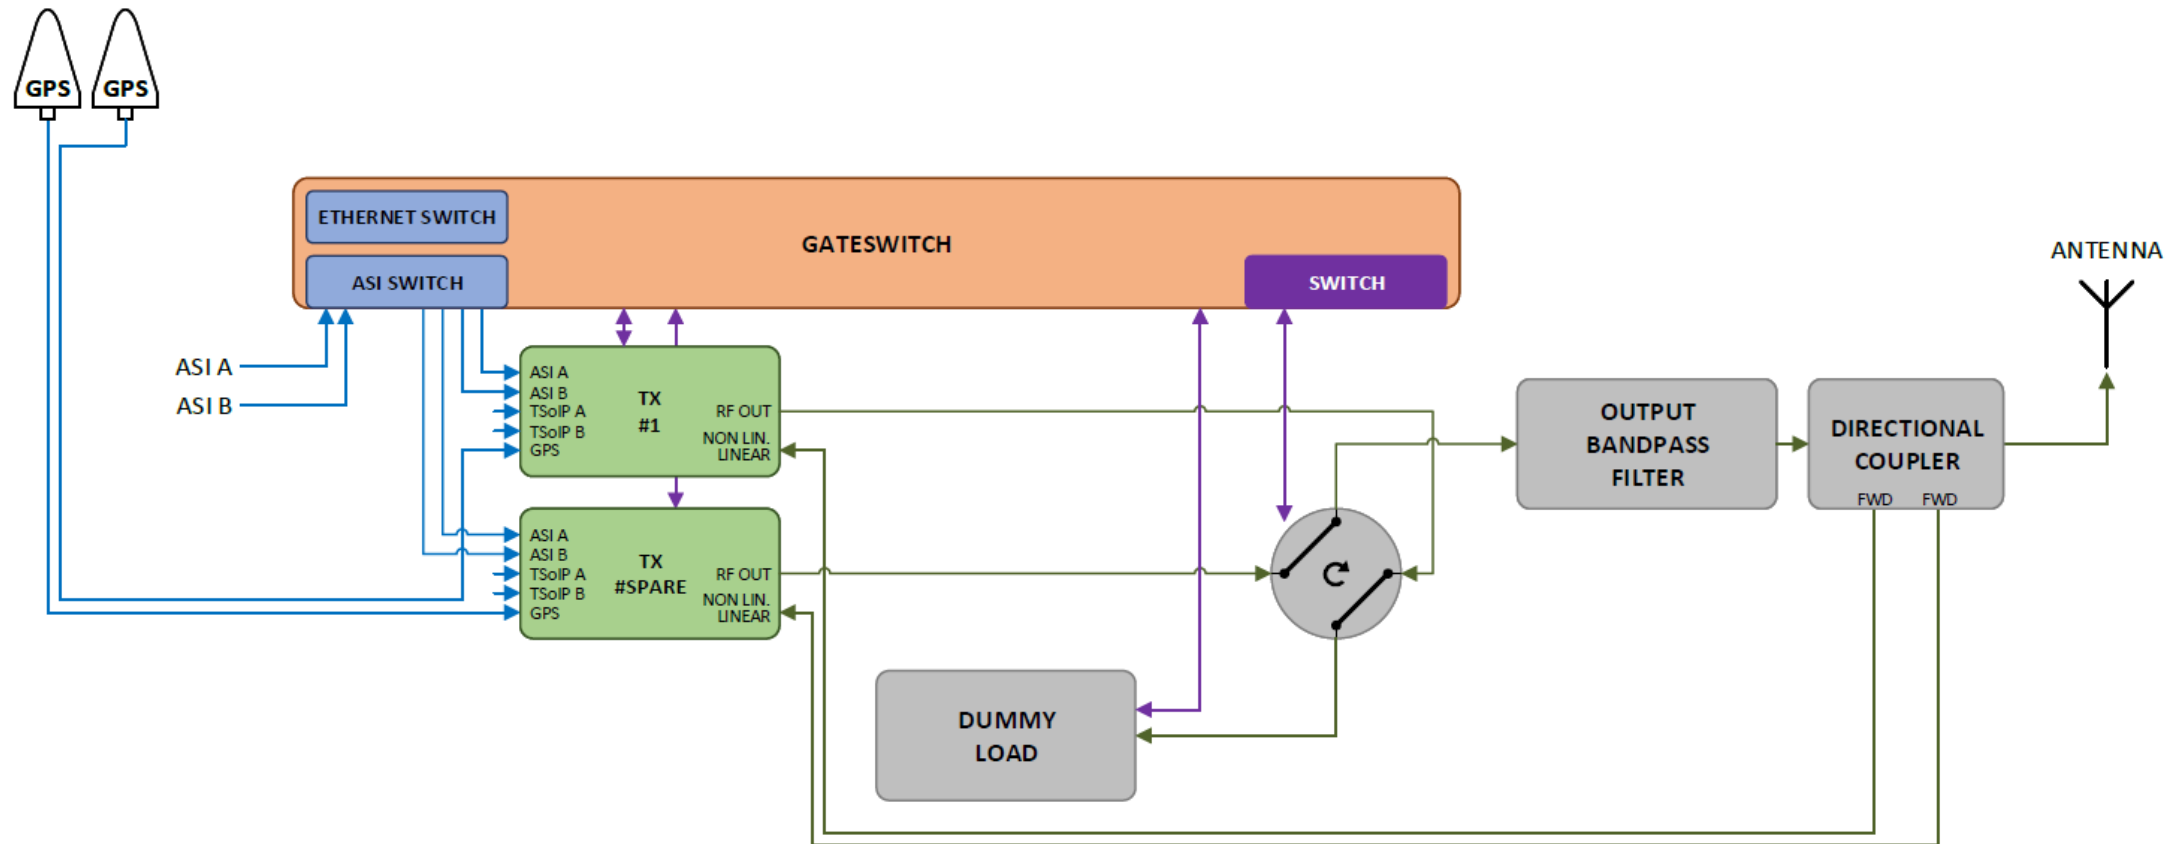 GPS
GPS
ETHERNET SWITCH
GATESWITCH
ANTENNA
ASI SWITCH
SWITCH
ASI A
ASI B
ASI A
ASI B
TSoIP A
TSoIP B
GPS
TX
#1
RF OUT
NON LIN.
LINEAR
OUTPUT
BANDPASS
FILTER
DIRECTIONAL
COUPLER
FWD
FWD
ASI A
ASI B
TSoIP A
TSoIP B
GPS
TX
#SPARE
RF OUT
NON LIN.
LINEAR
DUMMY
LOAD